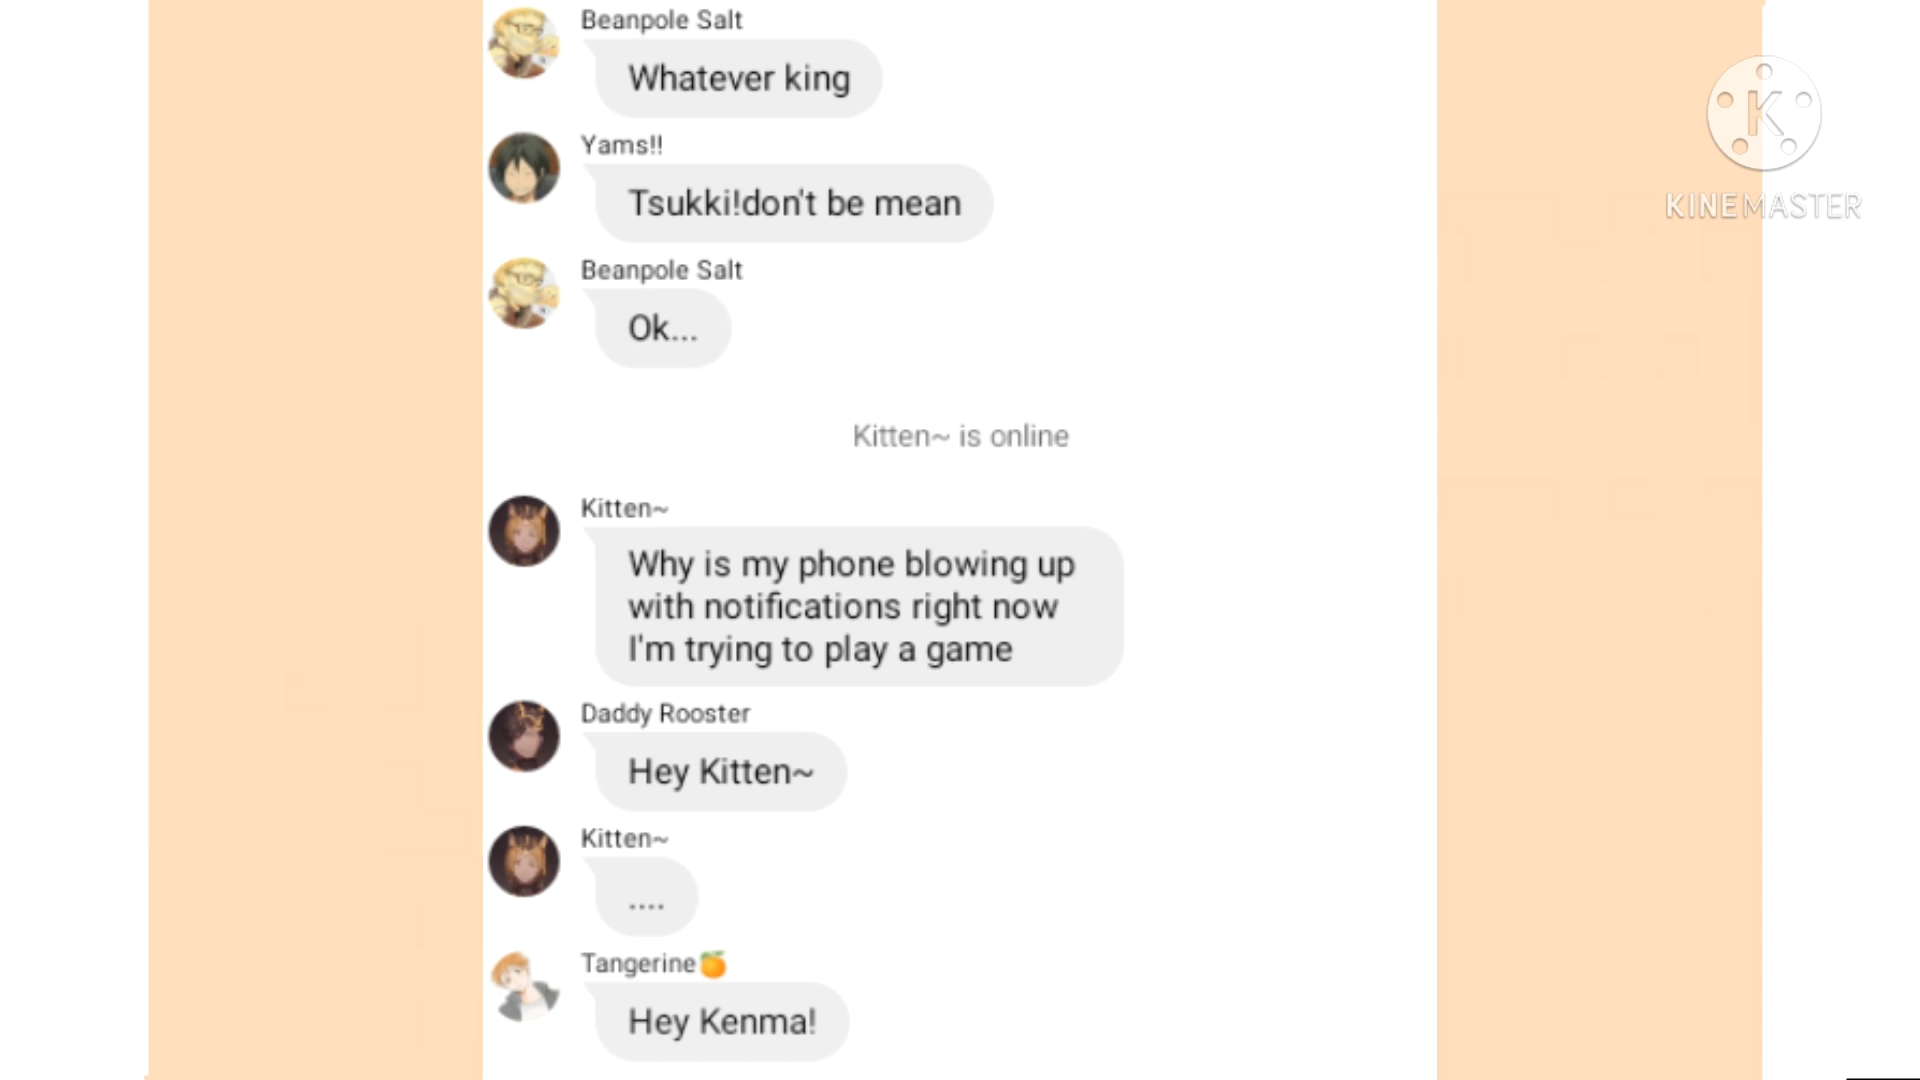 Beanpole Salt
Whatever king
Yams!!
Tsukki!don't be mean
Beanpole Salt
Ok...
Kitten~ is online
Kitten~
Why is my phone blowing up
with notifications right now
I'm trying to play a game
Daddy Rooster
Hey Kitten~
Kitten~
....
Tangerine🍊
Hey Kenma!
K
KINEMASTER